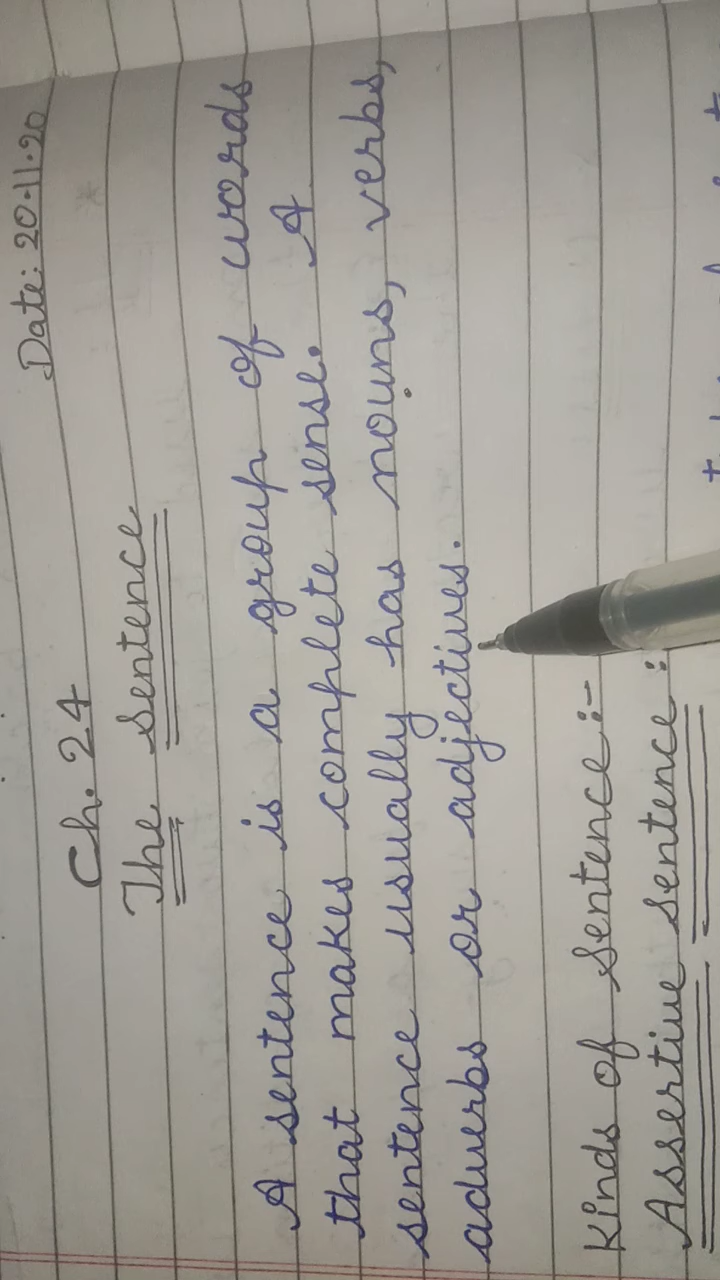 Date: 20.11.20
Ch. 24
The Sentence
A sentence is a group of words
that makes complete sense. A
sentence usually has nouns, verbs,
adverbs or adjectives.
Kinds of Sentence:-
Assertive sentence :